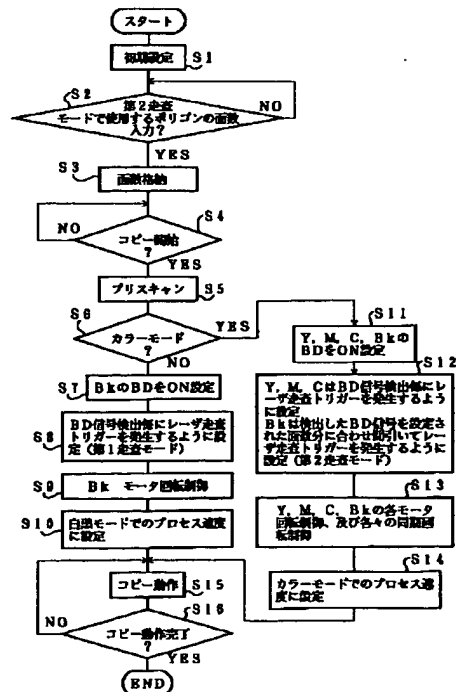 スタート
初期設定
S1
S2
第2走査
モードで使用するポリゴンの面数
入力?
NO
YES
S3
面数格納
S4
NO
コピー開始
?
YES
S5
プリスキャン
S6
カラーモード
?
YES
NO
S7
BkのBDをON設定
S8
BD信号検出毎にレーザ走査
トリガーを発生するように設
定(第1走査モード)
S9
Bk モータ回転制御
S10
白黒モードでのプロセス速度
に設定
S11
Y, M, C, Bkの
BDをON設定
S12
Y, M, CはBD信号検出毎にレー
ザ走査トリガーを発生するよう
に設定
Bkは検出したBD信号を設定さ
れた面数分に合わせ間引いてレー
ザ走査トリガーを発生するように
設定(第2走査モード)
S13
Y, M, C, Bkの各モータ
回転制御、及び各々の同期回
転制御
S14
カラーモードでのプロセス速
度に設定
コピー動作
S15
S16
NO
コピー動作完了
?
YES
END